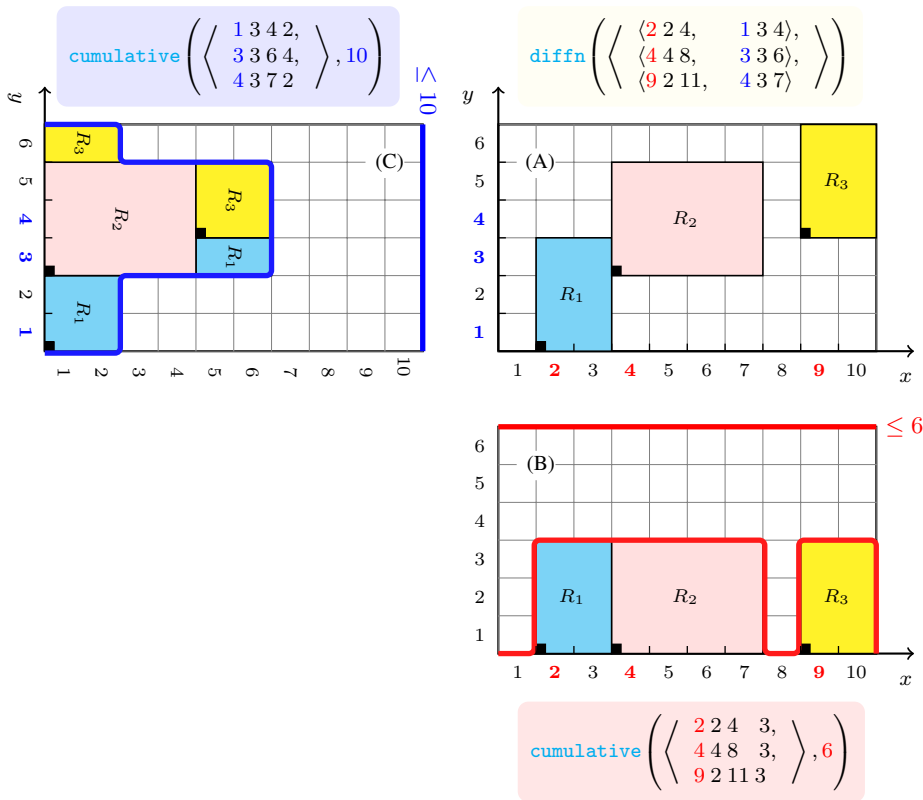 cumulative(⟨ 1 3 4 2, 3 3 6 4, 4 3 7 2 ⟩, 10)
diffn(⟨ ⟨2 2 4, 1 3 4⟩, ⟨4 4 8, 3 3 6⟩, ⟨9 2 11, 4 3 7⟩ ⟩)
≤ 10
y
1 2 3 4 5 6
R3
R2
R3
R1
R1
(C)
1 2 3 4 5 6 7 8 9 10
y
1 2 3 4 5 6
(A)
R3
R2
R1
1 2 3 4 5 6 7 8 9 10
x
≤ 6
1 2 3 4 5 6
(B)
R1 R2 R3
1 2 3 4 5 6 7 8 9 10
x
cumulative(⟨ 2 2 4 3, 4 4 8 3, 9 2 11 3 ⟩, 6)